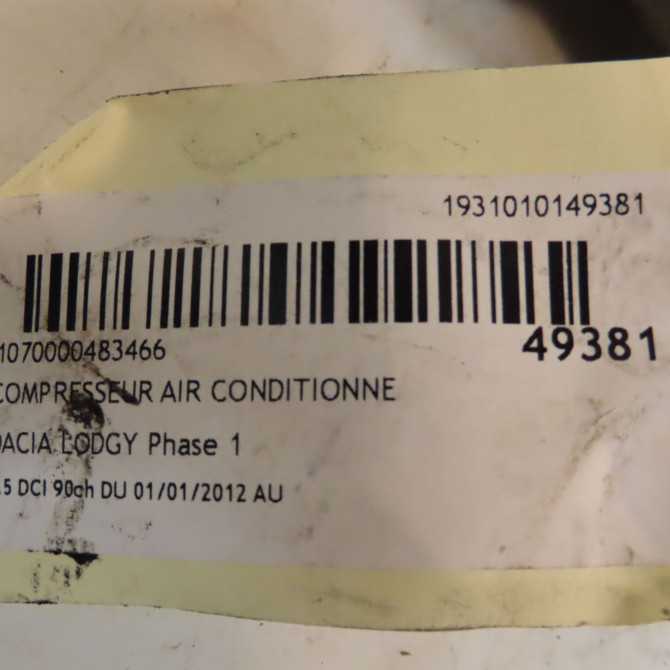 1931010149381
1070000483466
49381
COMPRESSEUR AIR CONDITIONNE
DACIA LODGY Phase 1
.5 DCI 90ch DU 01/01/2012 AU